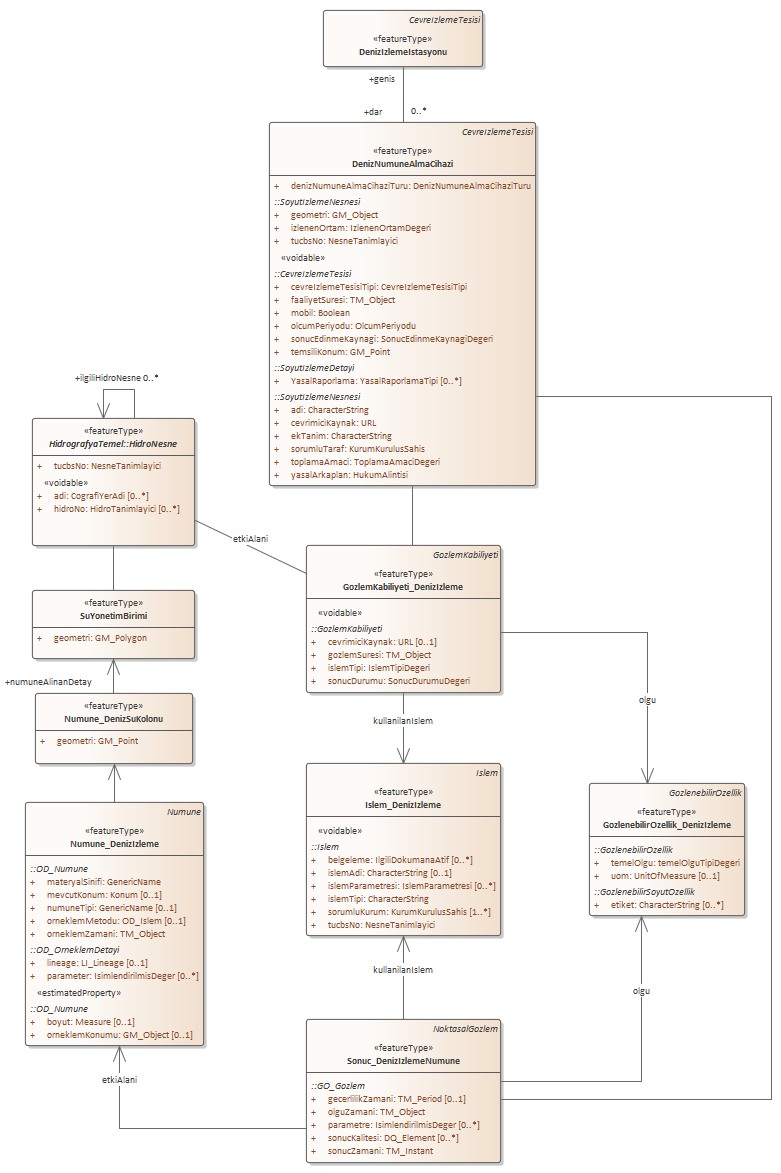 CevreIzlemeTesisi
«featureType»
DenizIzlemeIstasyonu
+genis
+dar
0..*
CevreIzlemeTesisi
«featureType»
DenizNumuneAlmaCihazi
+ denizNumuneAlmaCihaziTuru: DenizNumuneAlmaCihaziTuru
::SoyutIzlemeNesnesi
+ geometri: GM_Object
+ izlenenOrtam: IzlenenOrtamDegeri
+ tucbsNo: NesneTanimlayici
«voidable»
::CevreIzlemeTesisi
+ cevreIzlemeTesisiTipi: CevreIzlemeTesisiTipi
+ faaliyetSuresi: TM_Object
+ mobil: Boolean
+ olcumPeriyodu: OlcumPeriyodu
+ sonucEdinmeKaynagi: SonucEdinmeKaynagiDegeri
+ temsiliKonum: GM_Point
::SoyutIzlemeDetayi
+ YasalRaporlama: YasalRaporlamaTipi [0..*]
::SoyutIzlemeNesnesi
+ adi: CharacterString
+ cevrimiciKaynak: URL
+ ekTanim: CharacterString
+ sorumluTaraf: KurumKurulusSahis
+ toplamaAmaci: ToplamaAmaciDegeri
+ yasalArkaplan: HukumAlintisi
+ilgiliHidroNesne 0..*
«featureType»
HidrografyaTemel::HidroNesne
+ tucbsNo: NesneTanimlayici
«voidable»
+ adi: CografiYerAdi [0..*]
+ hidroNo: HidroTanimlayici [0..*]
etkiAlani
GozlemKabiliyeti
«featureType»
GozlemKabiliyeti_DenizIzleme
«voidable»
::GozlemKabiliyeti
+ cevrimiciKaynak: URL [0..1]
+ gozlemSuresi: TM_Object
+ islemTipi: IslemTipiDegeri
+ sonucDurumu: SonucDurumuDegeri
«featureType»
SuYonetimBirimi
+ geometri: GM_Polygon
+numuneAlinanDetay
«featureType»
Numune_DenizSuKolonu
+ geometri: GM_Point
kullanilanIslem
olgu
Islem
«featureType»
Islem_DenizIzleme
«voidable»
::Islem
+ belgeleme: IlgiliDokumanaAtif [0..*]
+ islemAdi: CharacterString [0..1]
+ islemParametresi: IslemParametresi [0..*]
+ islemTipi: CharacterString
+ sorumluKurum: KurumKurulusSahis [1..*]
+ tucbsNo: NesneTanimlayici
GozlenebilirOzellik
«featureType»
GozlenebilirOzellik_DenizIzleme
::GozlenebilirOzellik
+ temelOlgu: temelOlguTipiDegeri
+ uom: UnitOfMeasure [0..1]
::GozlenebilirSoyutOzellik
+ etiket: CharacterString [0..*]
Numune
«featureType»
Numune_DenizIzleme
::OD_Numune
+ materyalSinifi: GenericName
+ mevcutKonum: Konum [0..1]
+ numuneTipi: GenericName [0..1]
+ orneklemMetodu: OD_Islem [0..1]
+ orneklemZamani: TM_Object
::OD_OrneklemDetayi
+ lineage: LI_Lineage [0..1]
+ parameter: IsimlendirilmisDeger [0..*]
«estimatedProperty»
::OD_Numune
+ boyut: Measure [0..1]
+ orneklemKonumu: GM_Object [0..1]
kullanilanIslem
olgu
etkiAlani
NoktasalGozlem
«featureType»
Sonuc_DenizIzlemeNumune
::GO_Gozlem
+ gecerlilikZamani: TM_Period [0..1]
+ olguZamani: TM_Object
+ parametre: IsimlendirilmisDeger [0..*]
+ sonucKalitesi: DQ_Element [0..*]
+ sonucZamani: TM_Instant